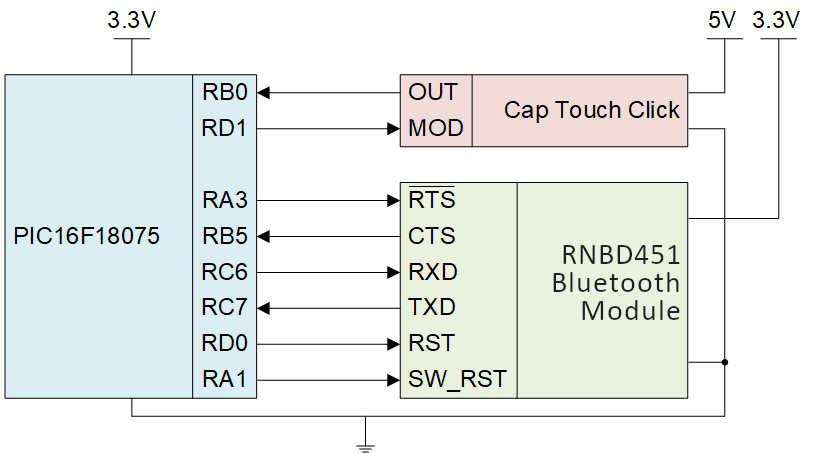 3.3V
5V 3.3V
RB0
OUT
RD1
MOD
Cap Touch Click
PIC16F18075
RA3
RTS
RB5
CTS
RC6
RXD
RC7
TXD
RD0
RST
RA1
SW_RST
RNBD451
Bluetooth
Module